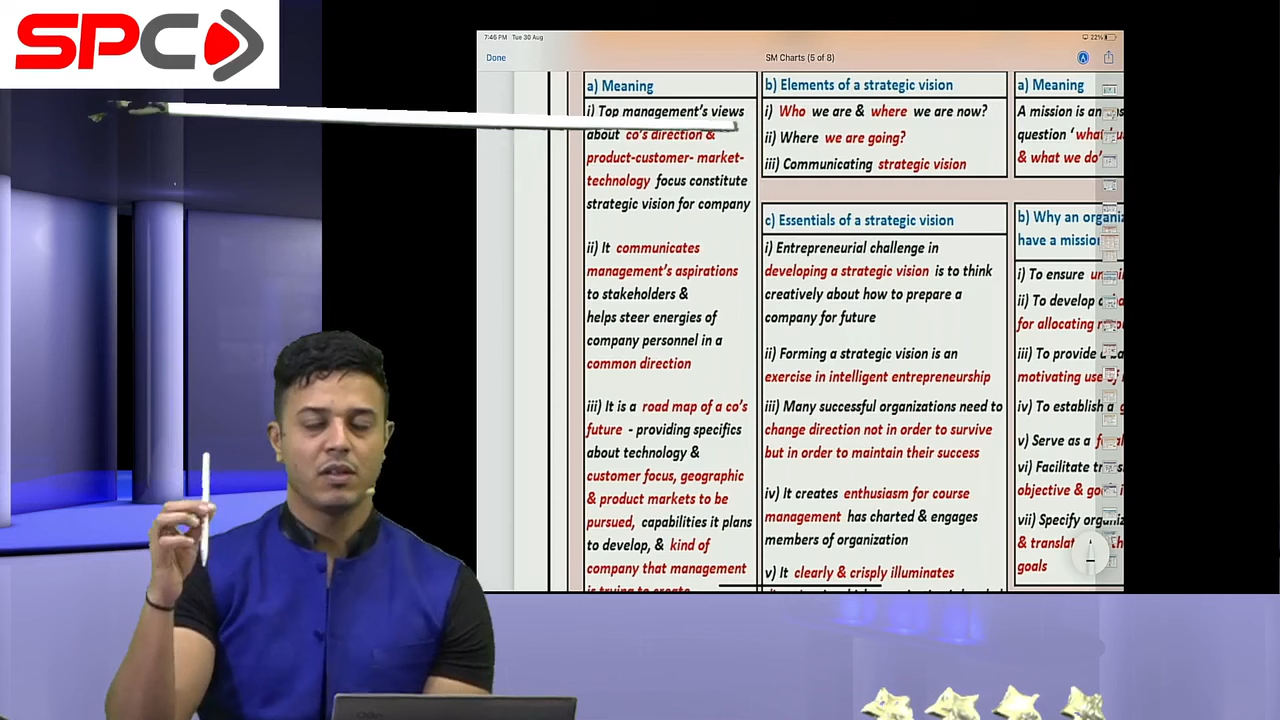 SPC
7:46 PM Tue 30 Aug
22%
Done
SM Charts (5 of 8)
a) Meaning
i) Top management's views
about co's direction &
product-customer- market-
technology focus constitute
strategic vision for company
ii) It communicates
management's aspirations
to stakeholders &
helps steer energies of
company personnel in a
common direction
iii) It is a road map of a co's
future - providing specifics
about technology &
customer focus, geographic
& product markets to be
pursued, capabilities it plans
to develop, & kind of
company that management
is trying to create
b) Elements of a strategic vision
i) Who we are & where we are now?
ii) Where we are going?
iii) Communicating strategic vision
c) Essentials of a strategic vision
i) Entrepreneurial challenge in
developing a strategic vision is to think
creatively about how to prepare a
company for future
ii) Forming a strategic vision is an
exercise in intelligent entrepreneurship
iii) Many successful organizations need to
change direction not in order to survive
but in order to maintain their success
iv) It creates enthusiasm for course
management has charted & engages
members of organization
v) It clearly & crisply illuminates
a) Meaning
A mission is an
question ' what
& what we do'
b) Why an organi
have a mission
i) To ensure
ii) To develop
for allocating
iii) To provide
motivating use of
iv) To establish a
v) Serve as a
vi) Facilitate
objective & go
vii) Specify organi
& translat
goals